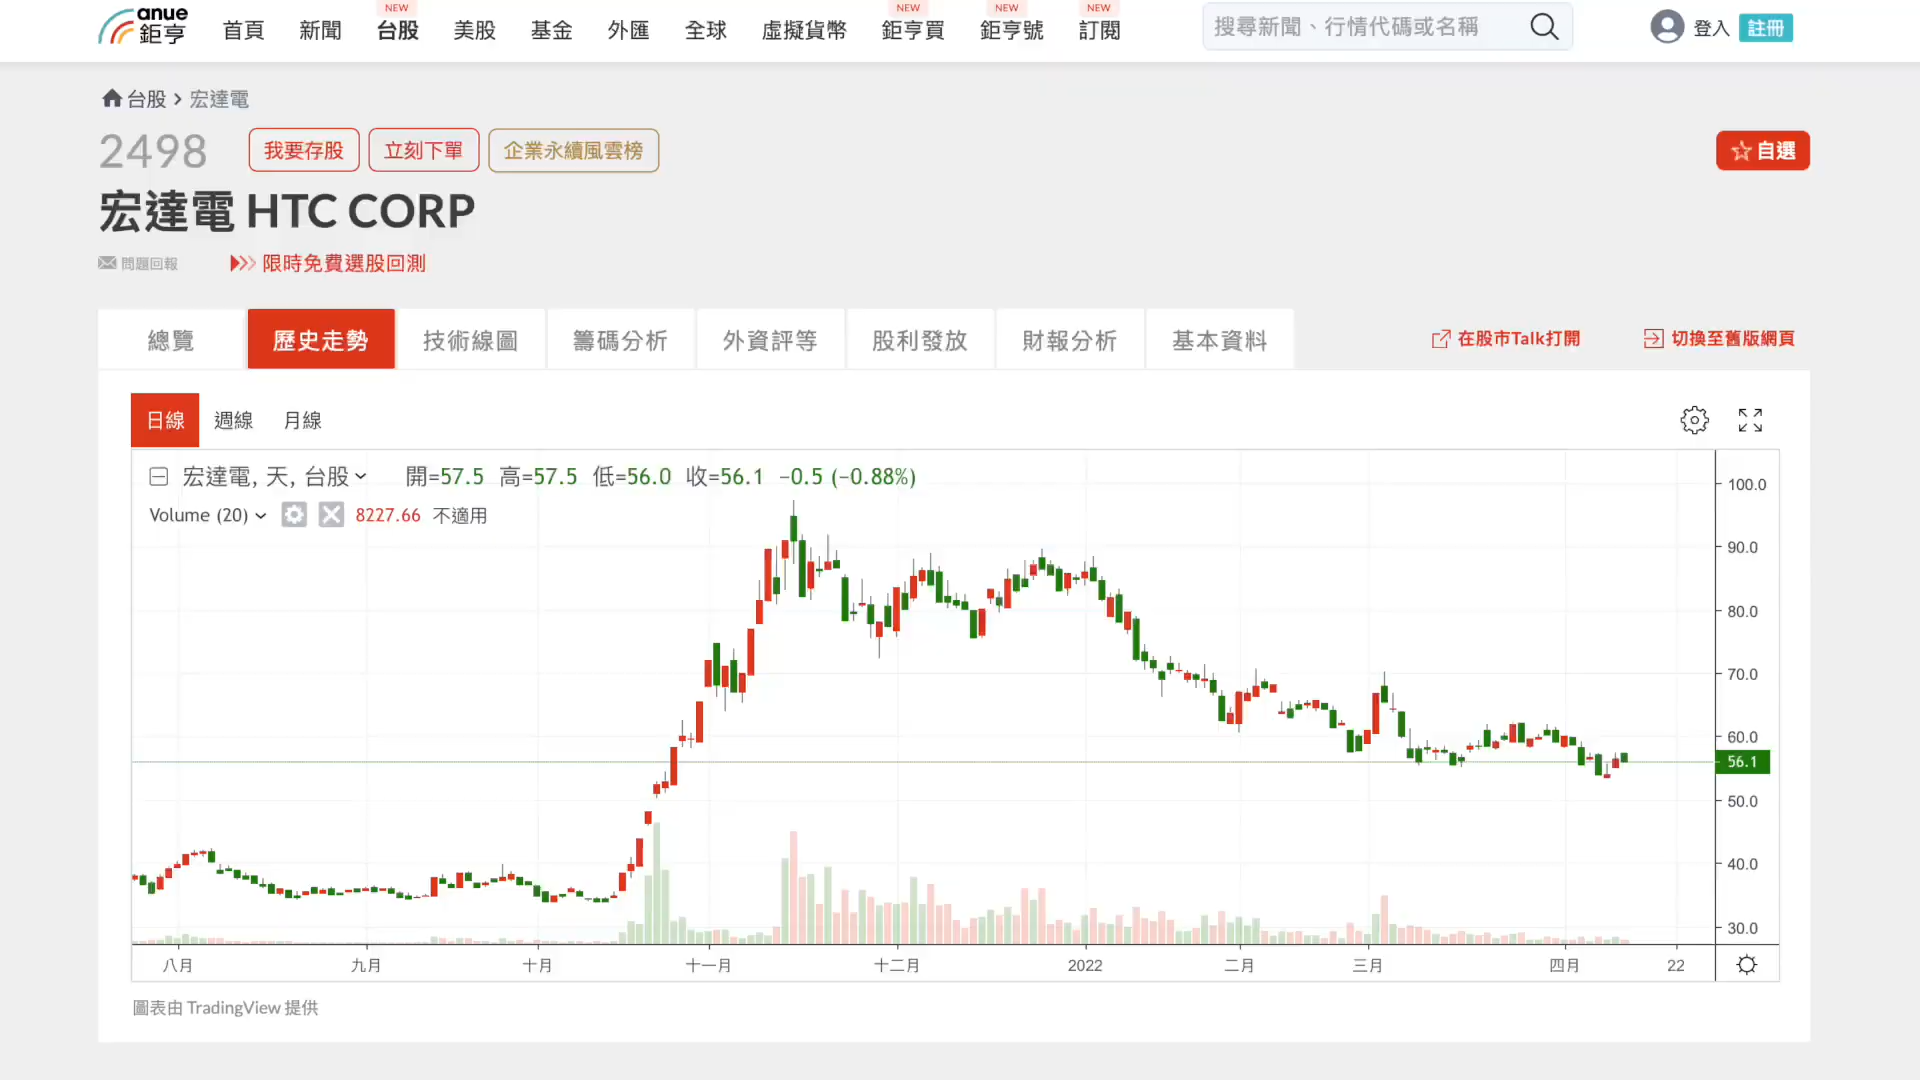 anue
鉅亨
首頁 新聞 NEW 台股 美股 基金 外匯 全球 虛擬貨幣 NEW 鉅亨買 NEW 鉅亨號 NEW 訂閱 搜尋新聞、行情代碼或名稱 登入 註冊
台股 > 宏達電
2498 我要存股 立刻下單 企業永續風雲榜 自選
宏達電 HTC CORP
問題回報 限時免費選股回測
總覽 歷史走勢 技術線圖 籌碼分析 外資評等 股利發放 財報分析 基本資料 在股市Talk打開 切換至舊版網頁
日線 週線 月線
宏達電, 天, 台股 開=57.5 高=57.5 低=56.0 收=56.1 −0.5 (−0.88%)
Volume (20) 8227.66 不適用
100.0
90.0
80.0
70.0
60.0
56.1
50.0
40.0
30.0
八月 九月 十月 十一月 十二月 2022 二月 三月 四月 22
圖表由 TradingView 提供